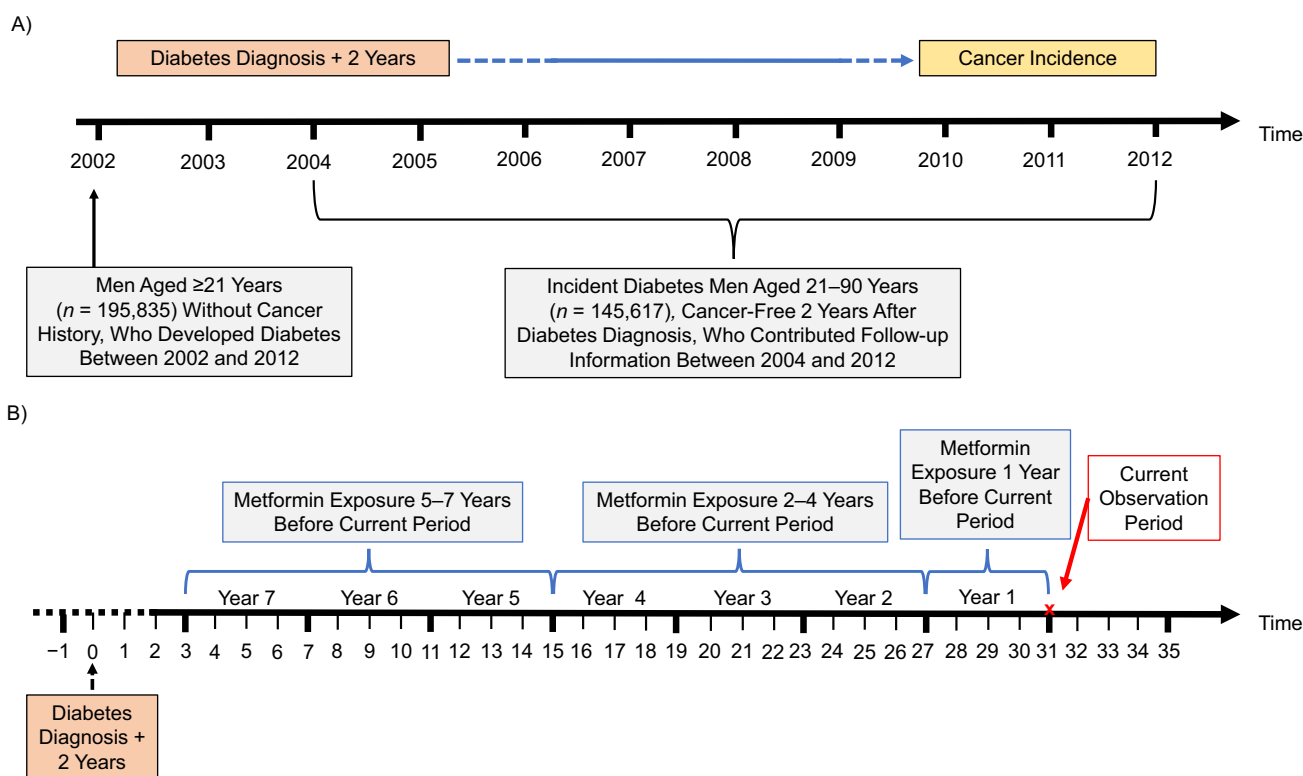 A)
Diabetes Diagnosis + 2 Years
Cancer Incidence
Time
2002 2003 2004 2005 2006 2007 2008 2009 2010 2011 2012
Men Aged ≥21 Years
(n = 195,835) Without Cancer
History, Who Developed Diabetes
Between 2002 and 2012
Incident Diabetes Men Aged 21–90 Years
(n = 145,617), Cancer-Free 2 Years After
Diabetes Diagnosis, Who Contributed Follow-up
Information Between 2004 and 2012
B)
Metformin Exposure 5–7 Years
Before Current Period
Metformin Exposure 2–4 Years
Before Current Period
Metformin
Exposure 1 Year
Before Current
Period
Current
Observation
Period
Year 7 Year 6 Year 5 Year 4 Year 3 Year 2 Year 1
x
Time
−1 0 1 2 3 4 5 6 7 8 9 10 11 12 13 14 15 16 17 18 19 20 21 22 23 24 25 26 27 28 29 30 31 32 33 34 35
Diabetes
Diagnosis +
2 Years